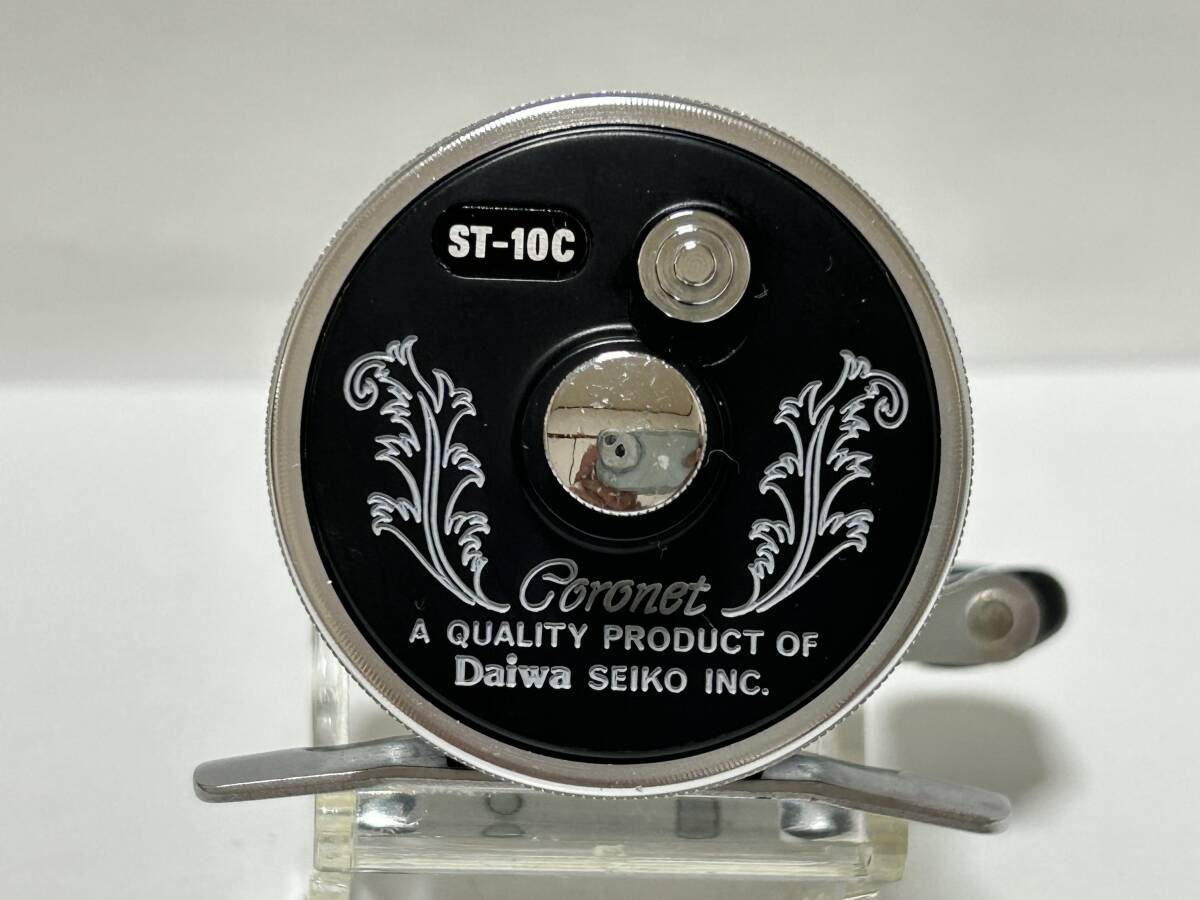 ST-10C
Coronet
A QUALITY PRODUCT OF
Daiwa SEIKO INC.